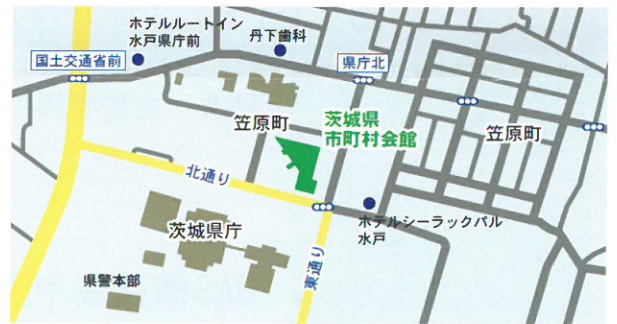 ホテルルートイン
水戸県庁前
丹下歯科
国土交通省前
県庁北
茨城県
市町村会館
笠原町
笠原町
北通り
ホテルシーラックパル
水戸
茨城県庁
東通り
県警本部